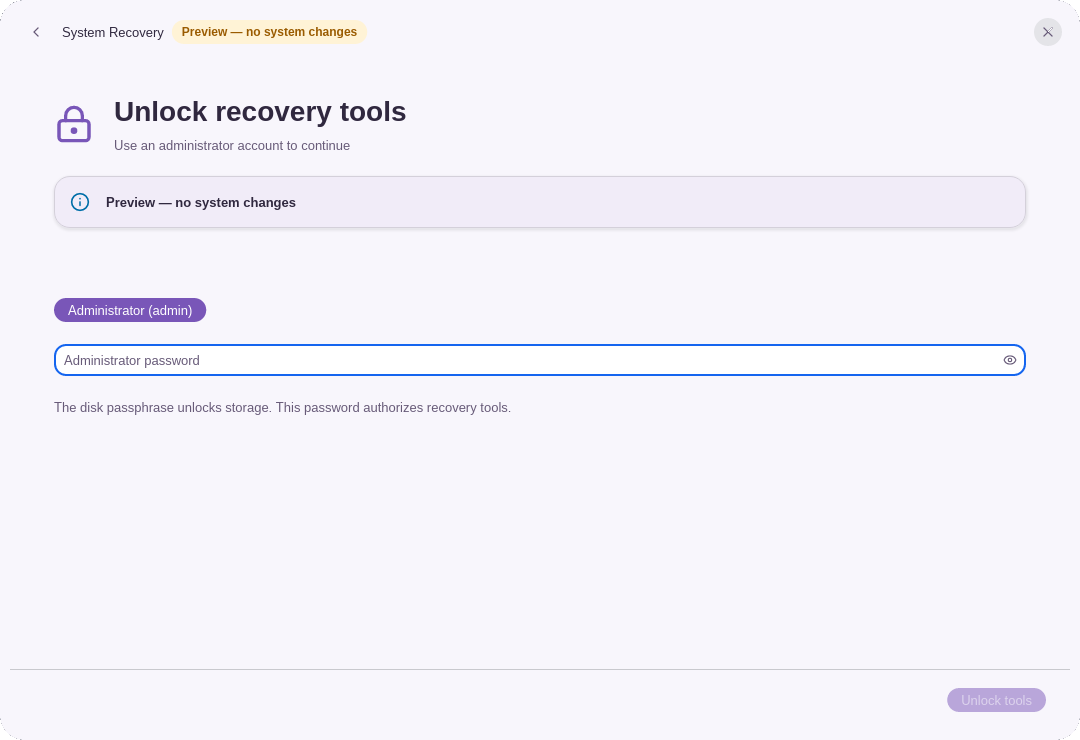 System Recovery
Preview — no system changes
Unlock recovery tools
Use an administrator account to continue
Preview — no system changes
Administrator (admin)
Administrator password
The disk passphrase unlocks storage. This password authorizes recovery tools.
Unlock tools